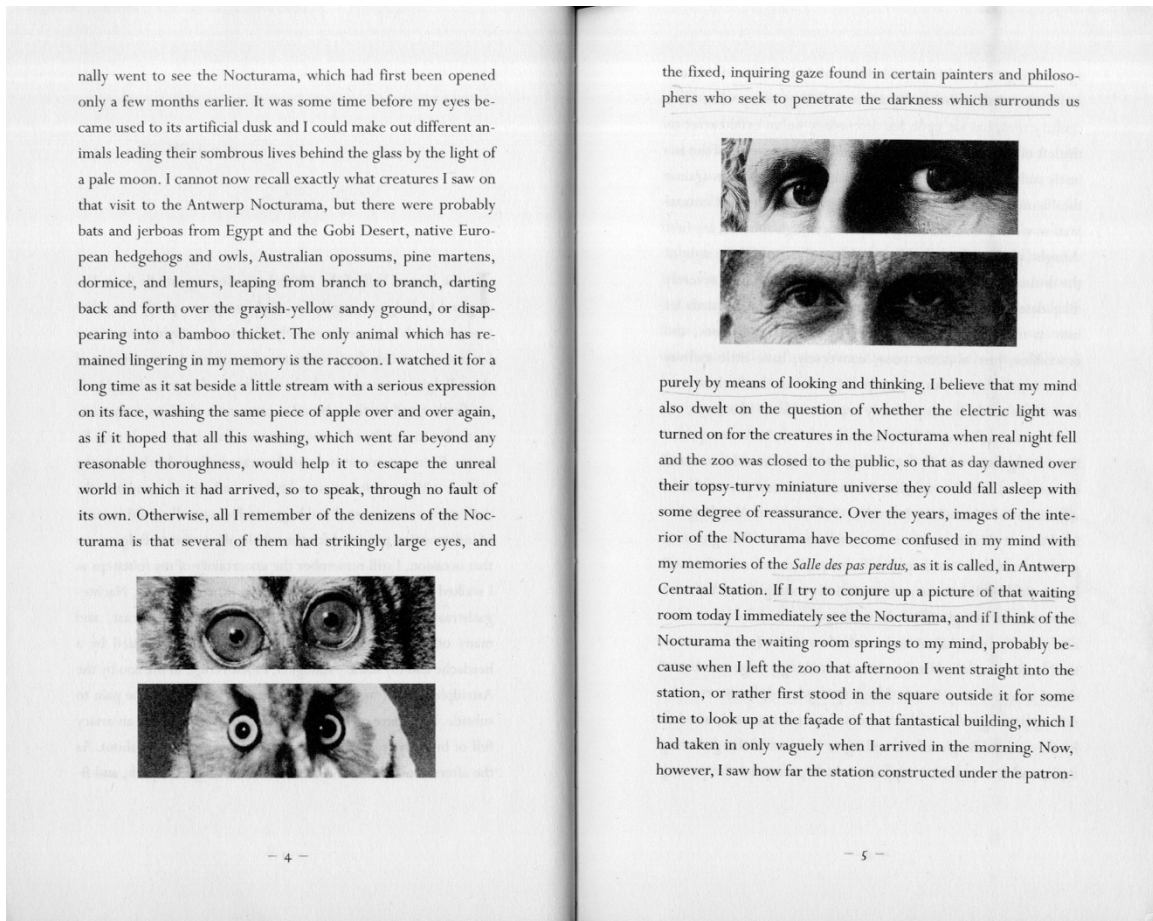 nally went to see the Nocturama, which had first been opened
only a few months earlier. It was some time before my eyes be-
came used to its artificial dusk and I could make out different an-
imals leading their sombrous lives behind the glass by the light of
a pale moon. I cannot now recall exactly what creatures I saw on
that visit to the Antwerp Nocturama, but there were probably
bats and jerboas from Egypt and the Gobi Desert, native Euro-
pean hedgehogs and owls, Australian opossums, pine martens,
dormice, and lemurs, leaping from branch to branch, darting
back and forth over the grayish-yellow sandy ground, or disap-
pearing into a bamboo thicket. The only animal which has re-
mained lingering in my memory is the raccoon. I watched it for a
long time as it sat beside a little stream with a serious expression
on its face, washing the same piece of apple over and over again,
as if it hoped that all this washing, which went far beyond any
reasonable thoroughness, would help it to escape the unreal
world in which it had arrived, so to speak, through no fault of
its own. Otherwise, all I remember of the denizens of the Noc-
turama is that several of them had strikingly large eyes, and
– 4 –
the fixed, inquiring gaze found in certain painters and philoso-
phers who seek to penetrate the darkness which surrounds us
purely by means of looking and thinking. I believe that my mind
also dwelt on the question of whether the electric light was
turned on for the creatures in the Nocturama when real night fell
and the zoo was closed to the public, so that as day dawned over
their topsy-turvy miniature universe they could fall asleep with
some degree of reassurance. Over the years, images of the inte-
rior of the Nocturama have become confused in my mind with
my memories of the Salle des pas perdus, as it is called, in Antwerp
Centraal Station. If I try to conjure up a picture of that waiting
room today I immediately see the Nocturama, and if I think of the
Nocturama the waiting room springs to my mind, probably be-
cause when I left the zoo that afternoon I went straight into the
station, or rather first stood in the square outside it for some
time to look up at the façade of that fantastical building, which I
had taken in only vaguely when I arrived in the morning. Now,
however, I saw how far the station constructed under the patron-
– 5 –